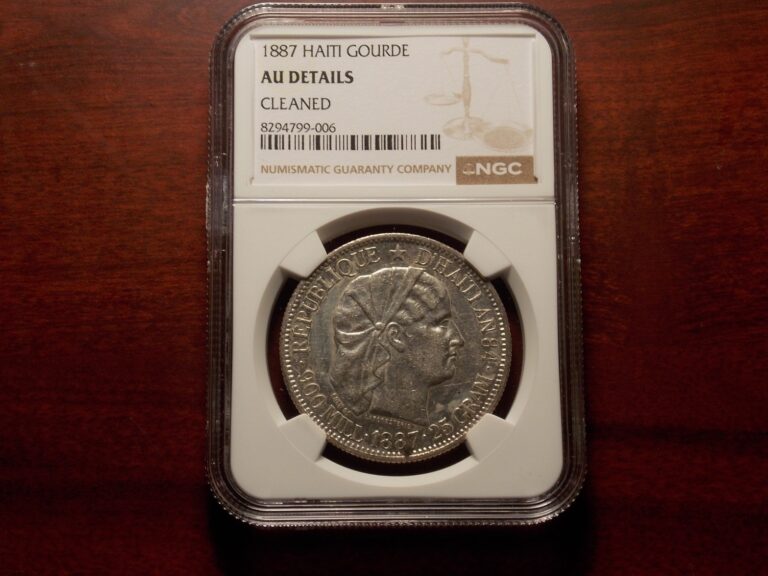 1887 HAITI GOURDE
AU DETAILS
CLEANED
8294799-006
NUMISMATIC GUARANTY COMPANY NGC
REPUBLIQUE ★ D'HAITI.AN 84
900 MILL·1887·25 GRAM·